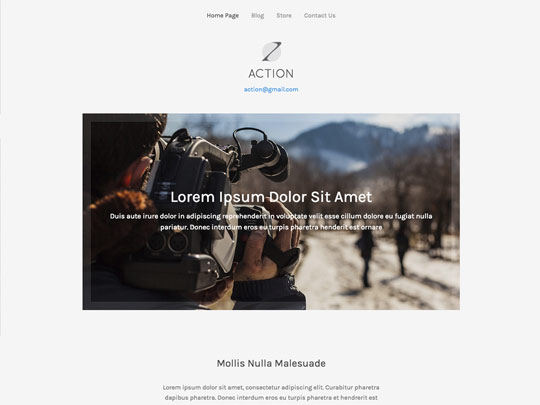 Home Page Blog Store Contact Us
ACTION
action@gmail.com
Lorem Ipsum Dolor Sit Amet
Duis aute irure dolor in adipiscing reprehenderit in voluptate velit esse cillum dolore eu fugiat nulla
pariatur. Donec interdum eros eu turpis pharetra henderit est ornare
Mollis Nulla Malesuade
Lorem ipsum dolor sit amet, consectetur adipiscing elit. Curabitur pharetra
dapibus pharetra. Donec interdum eros eu turpis pharetra et hendrerit est